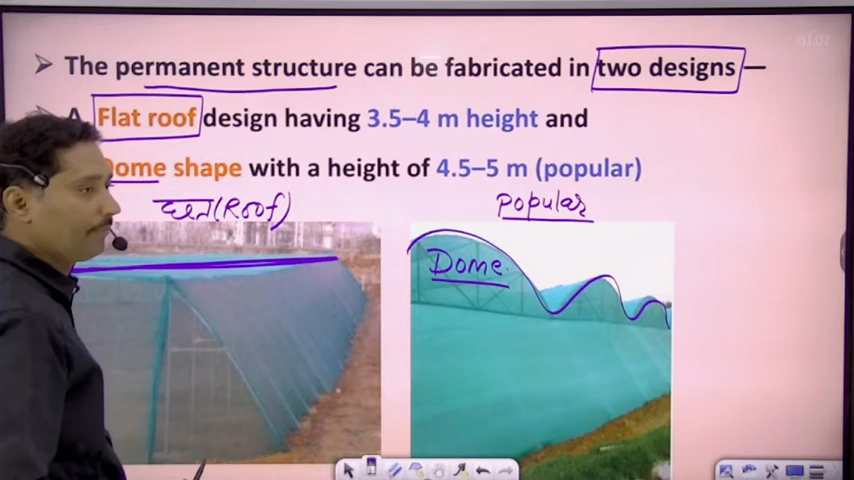 ➢ The permanent structure can be fabricated in two designs—
Flat roof design having 3.5–4 m height and
Dome shape with a height of 4.5–5 m (popular)
छत (Roof)
Popular
Dome